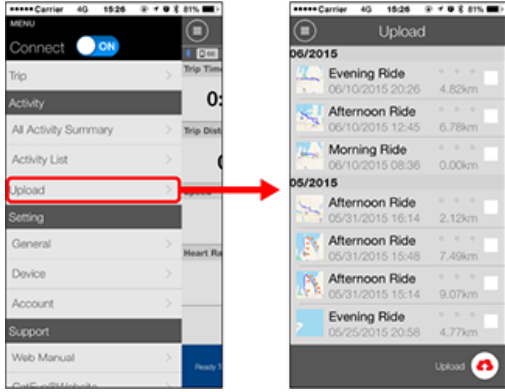 •••••Carrier 4G 15:26 81%
MENU
Connect ON
Trip
Activity
All Activity Summary
Activity List
Upload
Setting
General
Device
Account
Support
Web Manual
CatEye@Website
Trip Time
0:
Trip Dist
Heart Ra
Ready T
•••••Carrier 4G 15:26 81%
Upload
06/2015
Evening Ride
06/10/2015 20:26 4.82km
Afternoon Ride
06/10/2015 12:45 6.78km
Morning Ride
06/10/2015 08:36 0.00km
05/2015
Afternoon Ride
05/31/2015 16:14 2.12km
Afternoon Ride
05/31/2015 15:48 7.49km
Afternoon Ride
05/31/2015 15:14 9.07km
Evening Ride
05/25/2015 20:58 4.77km
Upload